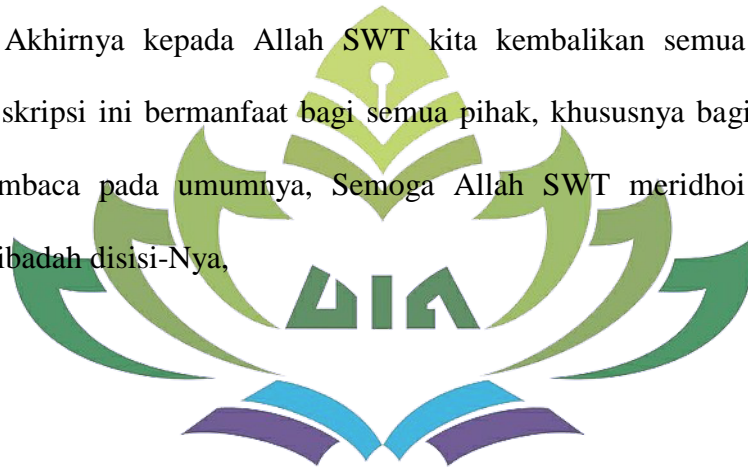 Akhirnya kepada Allah SWT kita kembalikan semua
skripsi ini bermanfaat bagi semua pihak, khususnya bagi
mbaca pada umumnya, Semoga Allah SWT meridhoi
ibadah disisi-Nya,
UIN